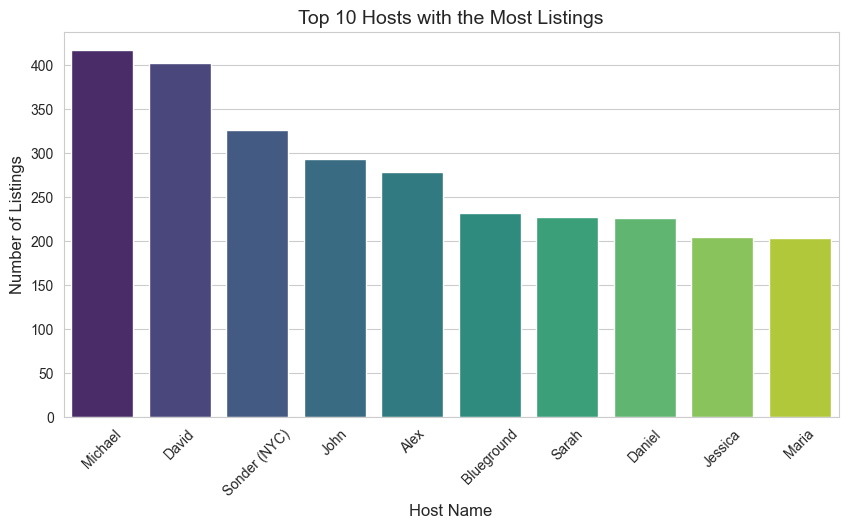 Top 10 Hosts with the Most Listings
Number of Listings
400
350
300
250
200
150
100
50
0
Michael
David
Sonder (NYC)
John
Alex
Blueground
Sarah
Daniel
Jessica
Maria
Host Name